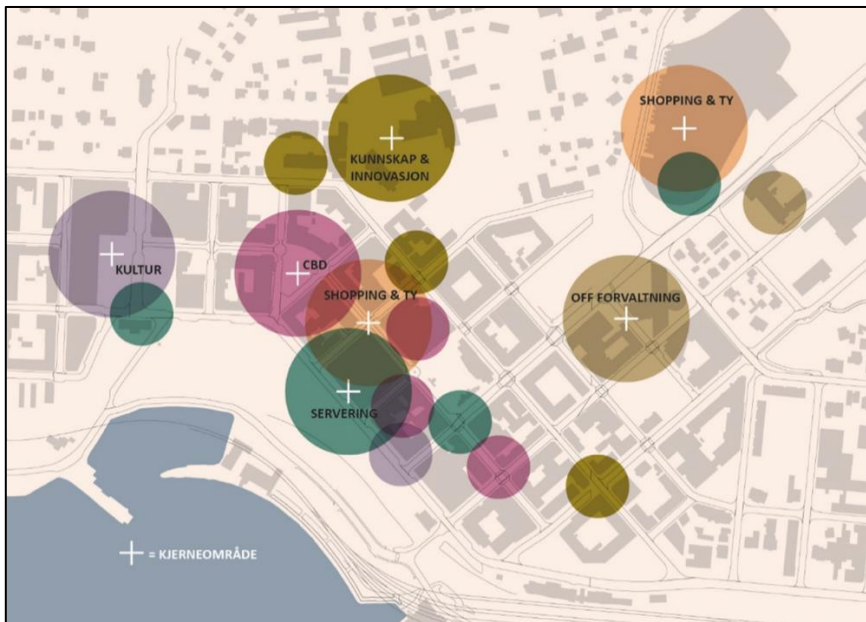 SHOPPING & TY
KUNNSKAP &
INNOVASJON
KULTUR
CBD
SHOPPING & TY
OFF FORVALTNING
SERVERING
= KJERNEOMRÅDE